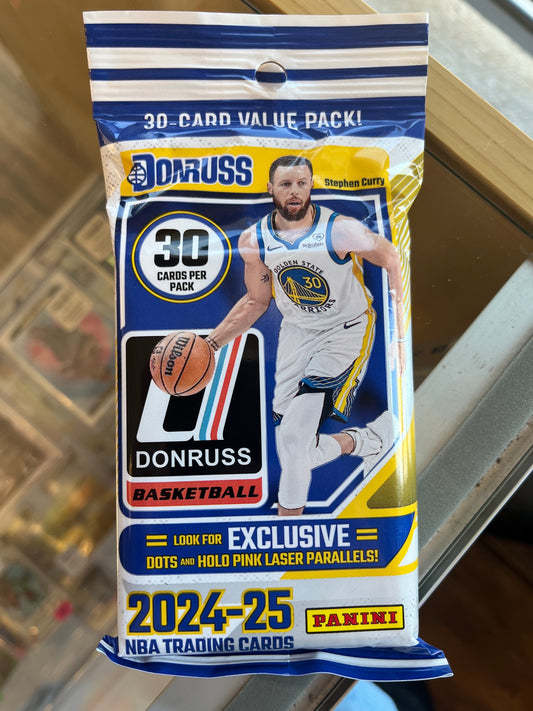 30-CARD VALUE PACK!
DONRUSS
Stephen Curry
30
CARDS PER
PACK
GOLDEN STATE
30
WARRIORS
Wilson
DONRUSS
BASKETBALL
LOOK FOR EXCLUSIVE
DOTS AND HOLO PINK LASER PARALLELS!
2024-25
NBA TRADING CARDS
PANINI